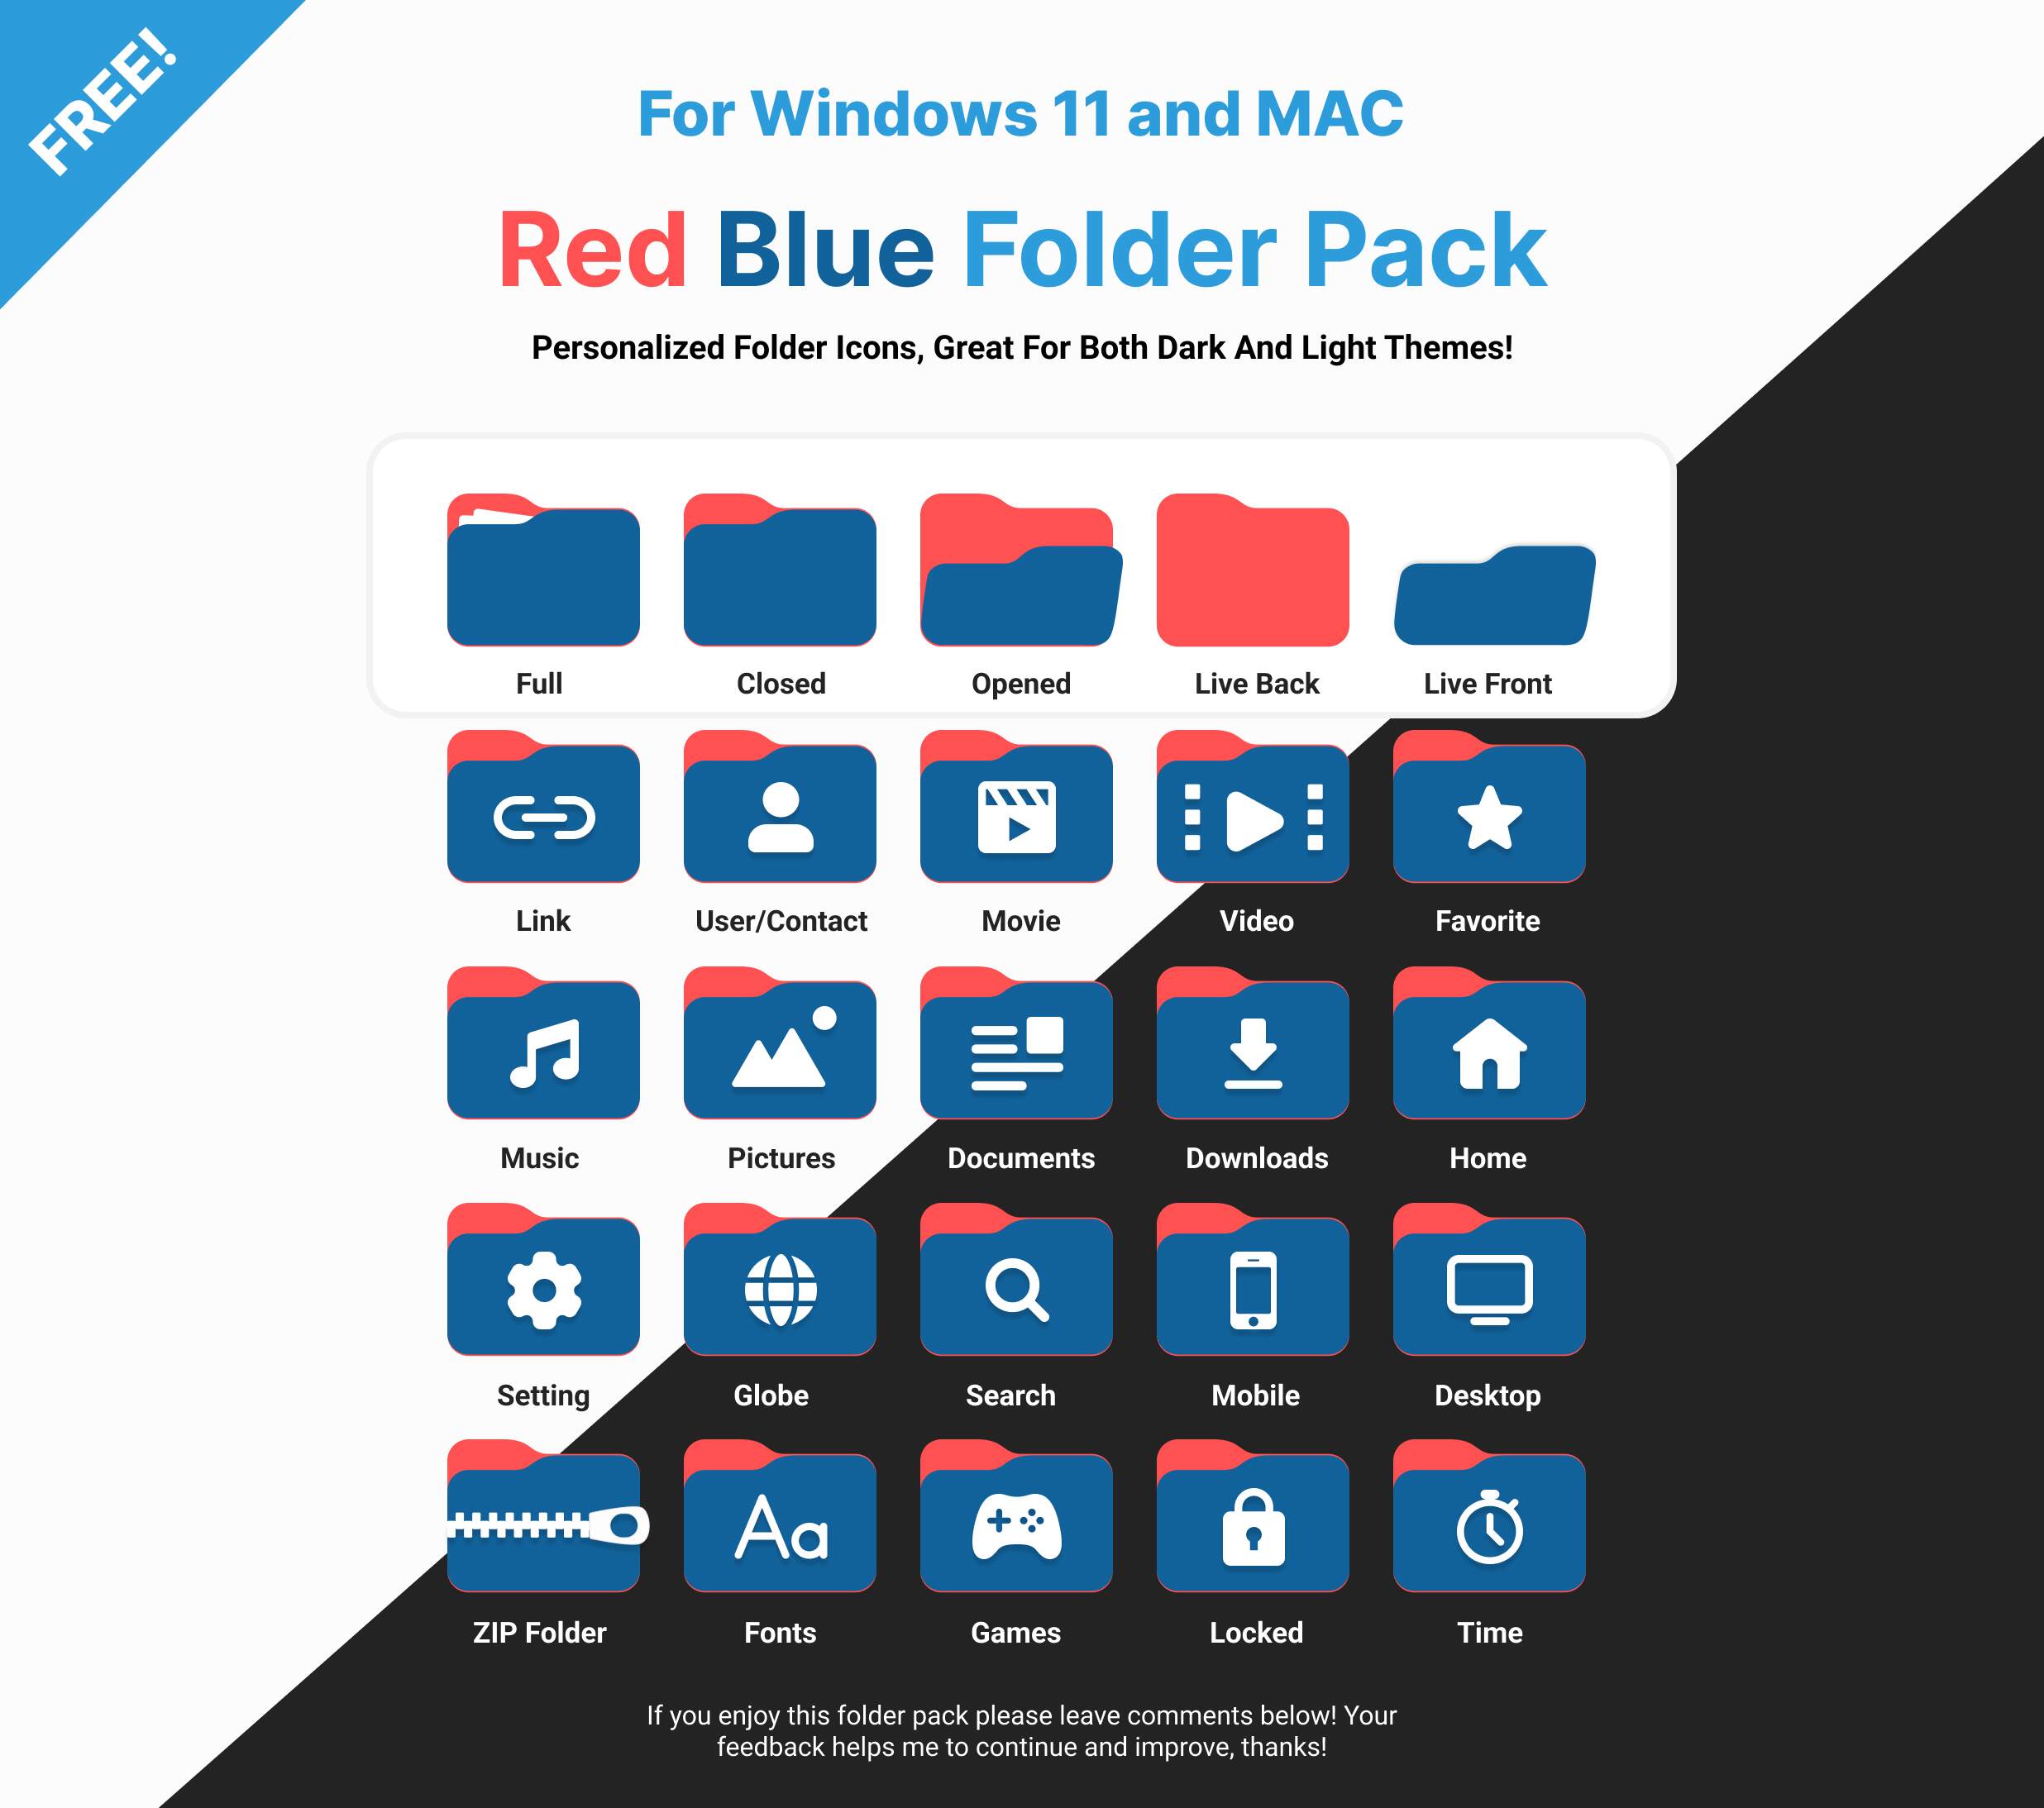 FREE!
For Windows 11 and MAC
Red Blue Folder Pack
Personalized Folder Icons, Great For Both Dark And Light Themes!
Full
Closed
Opened
Live Back
Live Front
Link
User/Contact
Movie
Video
Favorite
Music
Pictures
Documents
Downloads
Home
Setting
Globe
Search
Mobile
Desktop
Aa
ZIP Folder
Fonts
Games
Locked
Time
If you enjoy this folder pack please leave comments below! Your
feedback helps me to continue and improve, thanks!